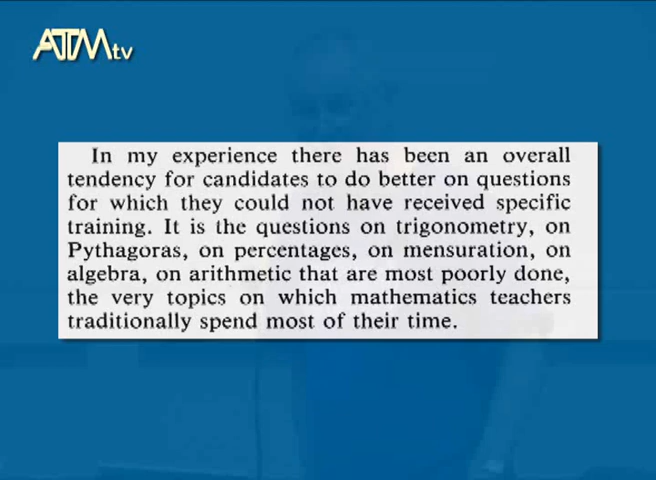 ATM tv
In my experience there has been an overall
tendency for candidates to do better on questions
for which they could not have received specific
training. It is the questions on trigonometry, on
Pythagoras, on percentages, on mensuration, on
algebra, on arithmetic that are most poorly done,
the very topics on which mathematics teachers
traditionally spend most of their time.